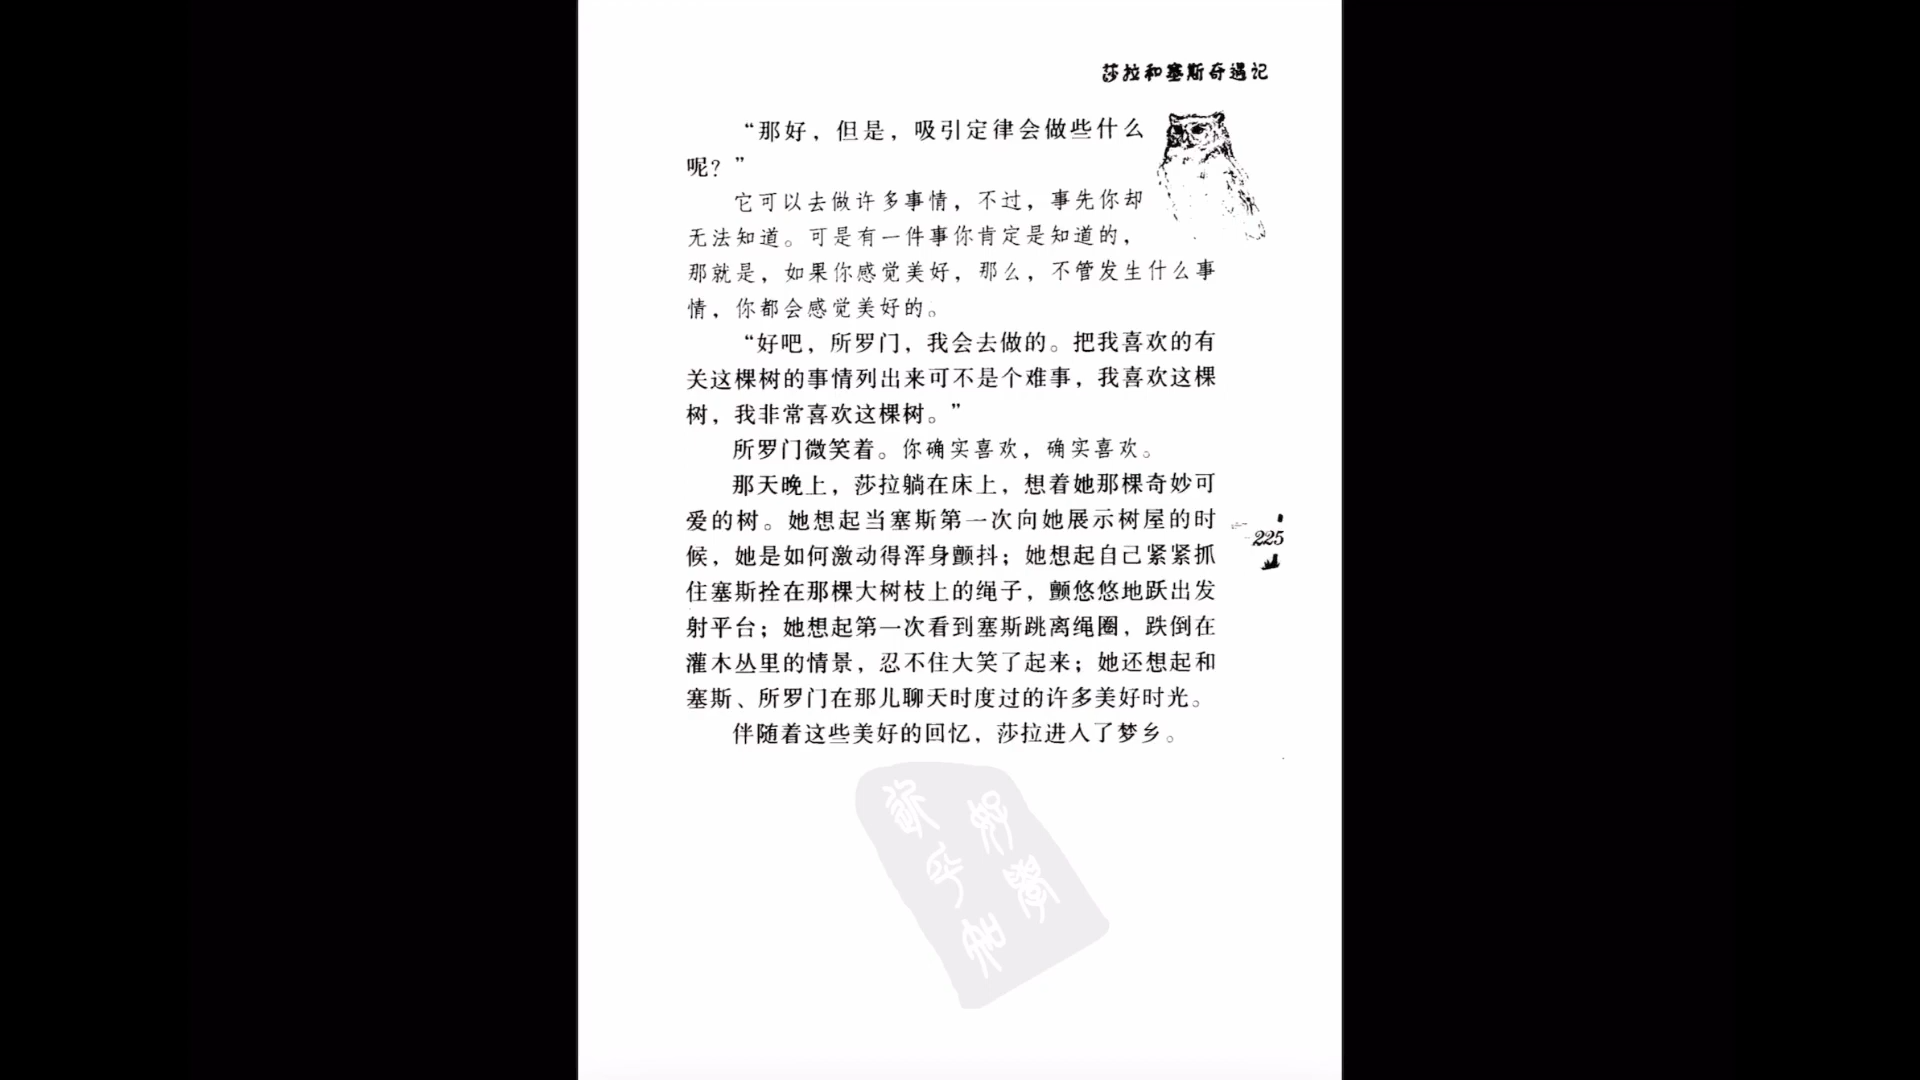 莎拉和塞斯奇遇记
“那好，但是，吸引定律会做些什么
呢？”
它可以去做许多事情，不过，事先你却
无法知道。可是有一件事你肯定是知道的，
那就是，如果你感觉美好，那么，不管发生什么事
情，你都会感觉美好的。
“好吧，所罗门，我会去做的。把我喜欢的有
关这棵树的事情列出来可不是个难事，我喜欢这棵
树，我非常喜欢这棵树。”
所罗门微笑着。你确实喜欢，确实喜欢。
那天晚上，莎拉躺在床上，想着她那棵奇妙可
爱的树。她想起当塞斯第一次向她展示树屋的时
候，她是如何激动得浑身颤抖；她想起自己紧紧抓
住塞斯拴在那棵大树枝上的绳子，颤悠悠地跃出发
射平台；她想起第一次看到塞斯跳离绳圈，跌倒在
灌木丛里的情景，忍不住大笑了起来；她还想起和
塞斯、所罗门在那儿聊天时度过的许多美好时光。
伴随着这些美好的回忆，莎拉进入了梦乡。
225
好学
近乎知